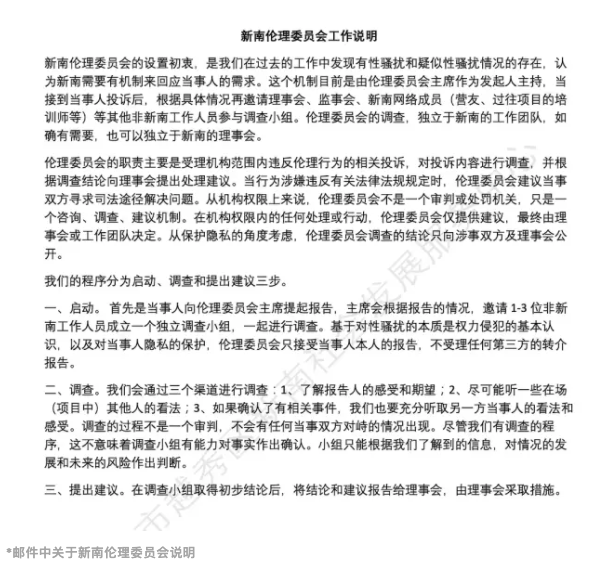 新南伦理委员会工作说明
新南伦理委员会的设置初衷，是我们在过去的工作中发现有性骚扰和疑似性骚扰情况的存在，认
为新南需要有机制来回应当事人的需求。这个机制目前是由伦理委员会主席作为发起人主持，当
接到当事人投诉后，根据具体情况再邀请理事会、监事会、新南网络成员（营友、过往项目的培
训师等）等其他非新南工作人员参与调查小组。伦理委员会的调查，独立于新南的工作团队，如
确有需要，也可以独立于新南的理事会。
伦理委员会的职责主要是受理机构范围内违反伦理行为的相关投诉，对投诉内容进行调查，并根
据调查结论向理事会提出处理建议。当行为涉嫌违反有关法律法规规定时，伦理委员会建议当事
双方寻求司法途径解决问题。从机构权限上来说，伦理委员会不是一个审判或处罚机关，只是一
个咨询、调查、建议机制。在机构权限内的任何处理或行动，伦理委员会仅提供建议，最终由理
事会或工作团队决定。从保护隐私的角度考虑，伦理委员会调查的结论只向涉事双方及理事会公
开。
我们的程序分为启动、调查和提出建议三步。
一、启动。 首先是当事人向伦理委员会主席提起报告，主席会根据报告的情况，邀请 1-3 位非新
南工作人员成立一个独立调查小组，一起进行调查。基于对性骚扰的本质是权力侵犯的基本认
识，以及对当事人隐私的保护，伦理委员会只接受当事人本人的报告，不受理任何第三方的转介
报告。
二、调查。我们会通过三个渠道进行调查：1、了解报告人的感受和期望；2、尽可能听一些在场
（项目中）其他人的看法；3、如果确认了有相关事件，我们也要充分听取另一方当事人的看法和
感受。调查的过程不是一个审判，不会有任何当事双方对峙的情况出现。尽管我们有调查的程
序，这不意味着调查小组有能力对事实作出确认。小组只能根据我们了解到的信息，对情况的发
展和未来的风险作出判断。
三、提出建议。在调查小组取得初步结论后，将结论和建议报告给理事会，由理事会采取措施。
*邮件中关于新南伦理委员会说明